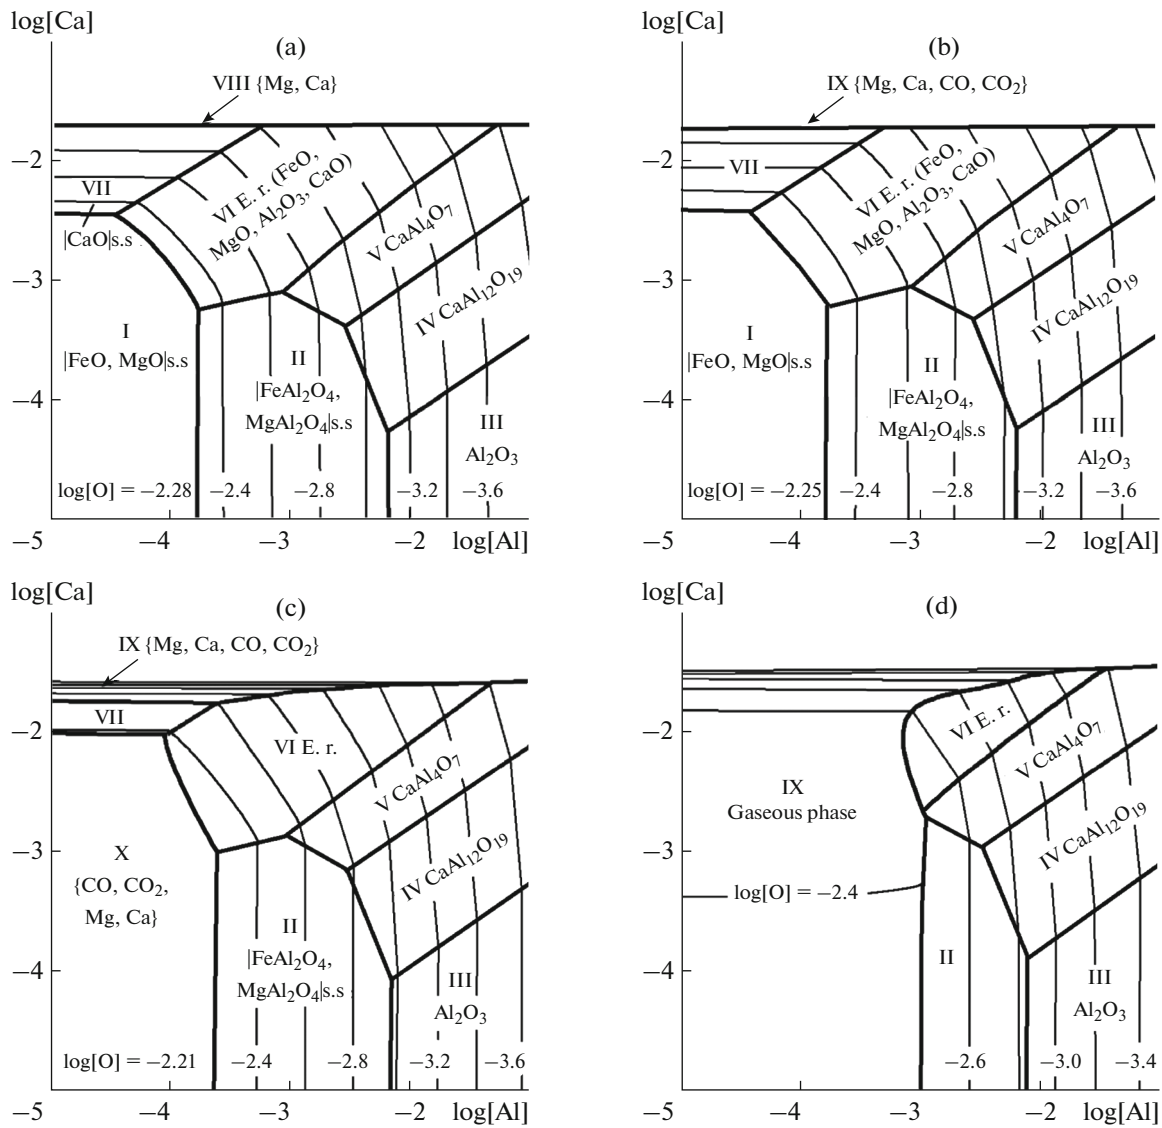 log[Ca]
(a)
VIII {Mg, Ca}
−2
VII
|CaO|s.s
VI E. r. (FeO,
MgO, Al₂O₃, CaO)
V CaAl₄O₇
−3
IV CaAl₁₂O₁₉
I
|FeO, MgO|s.s
II
|FeAl₂O₄,
MgAl₂O₄|s.s
−4
III
Al₂O₃
log[O] = −2.28 −2.4 −2.8 −3.2 −3.6
−5 −4 −3 −2 log[Al]
log[Ca]
(b)
IX {Mg, Ca, CO, CO₂}
−2
VII
VI E. r. (FeO,
MgO, Al₂O₃, CaO)
V CaAl₄O₇
−3
IV CaAl₁₂O₁₉
I
|FeO, MgO|s.s
II
|FeAl₂O₄,
MgAl₂O₄|s.s
−4
III
Al₂O₃
log[O] = −2.25 −2.4 −2.8 −3.2 −3.6
−5 −4 −3 −2 log[Al]
log[Ca]
(c)
IX {Mg, Ca, CO, CO₂}
VII
−2
VI E. r.
V CaAl₄O₇
−3
X
{CO, CO₂,
Mg, Ca}
IV CaAl₁₂O₁₉
II
|FeAl₂O₄,
MgAl₂O₄|s.s
−4
III
Al₂O₃
log[O] = −2.21 −2.4 −2.8 −3.2 −3.6
−5 −4 −3 −2 log[Al]
log[Ca]
(d)
−2
VI E. r.
V CaAl₄O₇
IX
Gaseous phase
−3
IV CaAl₁₂O₁₉
log[O] = −2.4
II
−4
III
Al₂O₃
−2.6 −3.0 −3.4
−5 −4 −3 −2 log[Al]